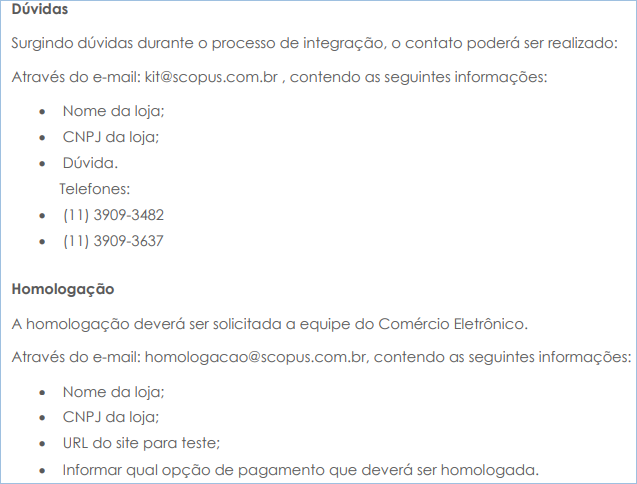 Dúvidas
Surgindo dúvidas durante o processo de integração, o contato poderá ser realizado:
Através do e-mail: kit@scopus.com.br , contendo as seguintes informações:
• Nome da loja;
• CNPJ da loja;
• Dúvida.
Telefones:
• (11) 3909-3482
• (11) 3909-3637
Homologação
A homologação deverá ser solicitada a equipe do Comércio Eletrônico.
Através do e-mail: homologacao@scopus.com.br, contendo as seguintes informações:
• Nome da loja;
• CNPJ da loja;
• URL do site para teste;
• Informar qual opção de pagamento que deverá ser homologada.